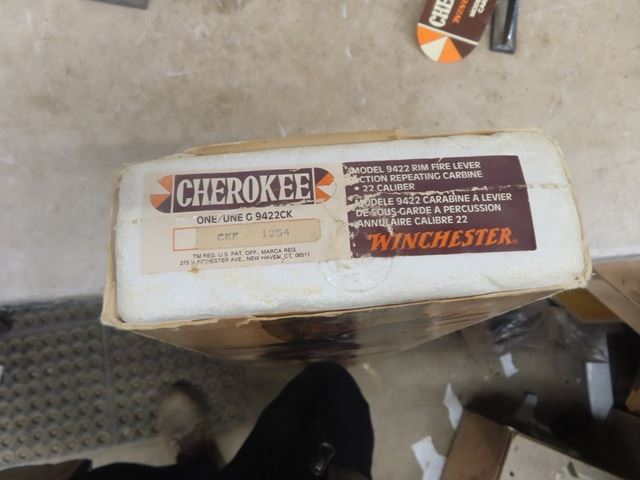 CHEROKEE
ONE/UNE G 9422CK
CKF 1254
TM REG. U.S. PAT. OFF., MARCA REG.
275 WINCHESTER AVE., NEW HAVEN, CT. 06511
MODEL 9422 RIM FIRE LEVER
ACTION REPEATING CARBINE
• 22 CALIBER
MODÈLE 9422 CARABINE À LEVIER
DE SOUS-GARDE À PERCUSSION
ANNULAIRE CALIBRE 22
WINCHESTER®